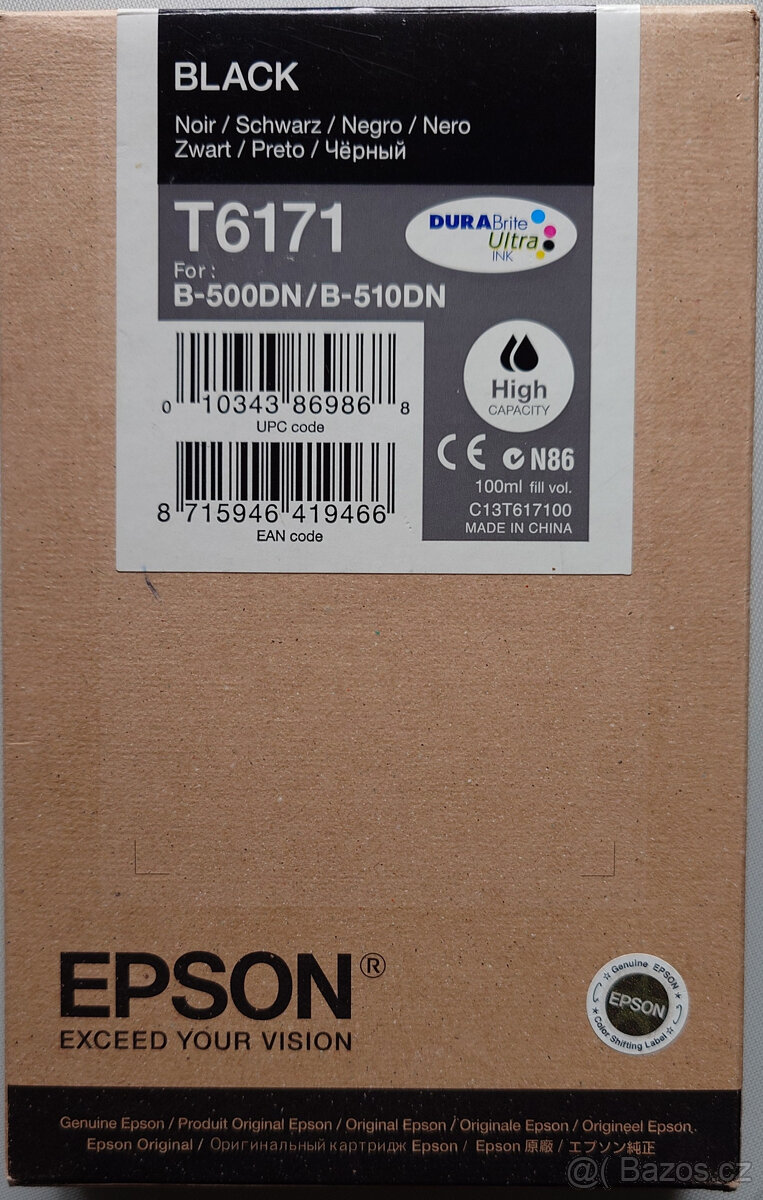 BLACK
Noir / Schwarz / Negro / Nero
Zwart / Preto / Чёрный
T6171
DURABrite
Ultra
INK
For :
B-500DN/B-510DN
0 10343 86986 8
UPC code
High
CAPACITY
CE N86
100ml fill vol.
C13T617100
MADE IN CHINA
8 715946 419466
EAN code
EPSON®
EXCEED YOUR VISION
☆ Genuine EPSON ★
EPSON
★ Color Shifting Label ☆
Genuine Epson / Produit Original Epson / Original Epson / Originale Epson / Origineel Epson
Epson Original / Оригинальный картридж Epson / Epson 原廠 / エプソン純正
@( Bazos.cz